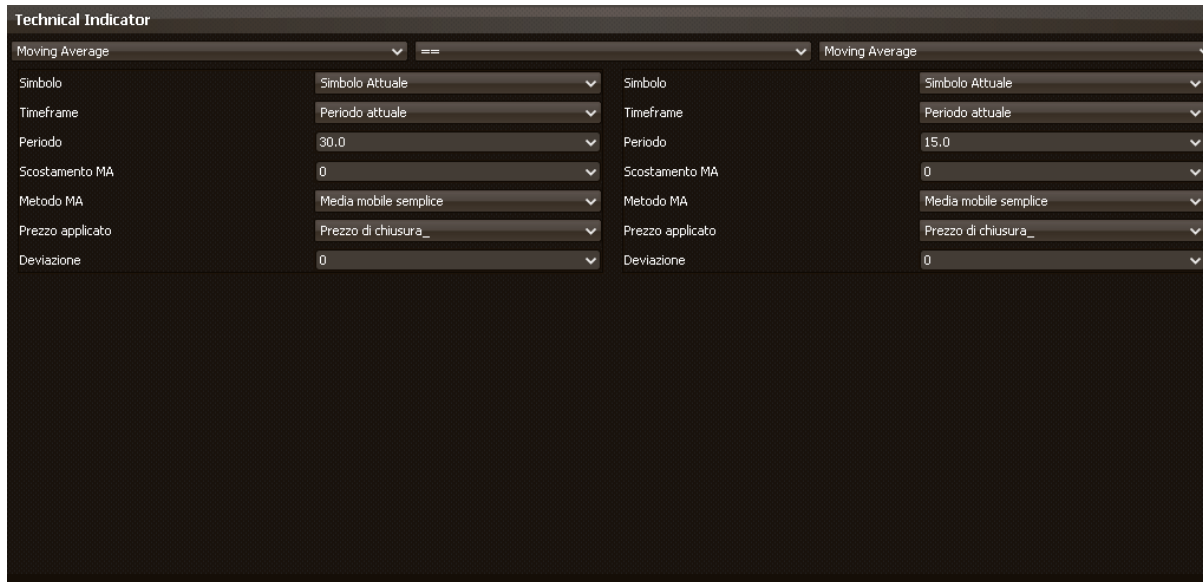 Technical Indicator
Moving Average == Moving Average
Simbolo Simbolo Attuale Simbolo Simbolo Attuale
Timeframe Periodo attuale Timeframe Periodo attuale
Periodo 30.0 Periodo 15.0
Scostamento MA 0 Scostamento MA 0
Metodo MA Media mobile semplice Metodo MA Media mobile semplice
Prezzo applicato Prezzo di chiusura_ Prezzo applicato Prezzo di chiusura_
Deviazione 0 Deviazione 0